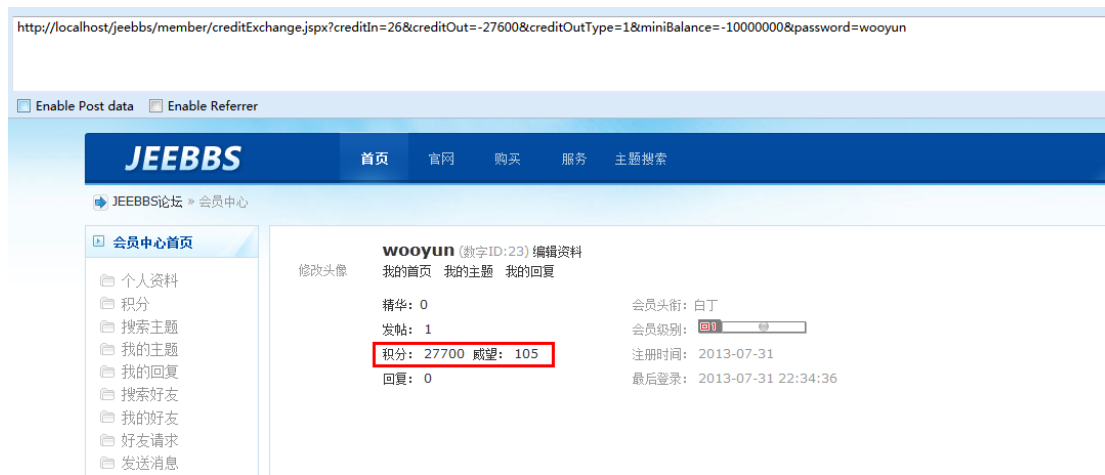 http://localhost/jeebbs/member/creditExchange.jspx?creditIn=26&creditOut=-27600&creditOutType=1&miniBalance=-10000000&password=wooyun
Enable Post data Enable Referrer
JEEBBS 首页 官网 购买 服务 主题搜索
JEEBBS论坛 » 会员中心
会员中心首页
个人资料
积分
搜索主题
我的主题
我的回复
搜索好友
我的好友
好友请求
发送消息
修改头像
wooyun (数字ID:23) 编辑资料
我的首页 我的主题 我的回复
精华: 0 会员头衔: 白丁
发帖: 1 会员级别:
积分: 27700 威望: 105 注册时间: 2013-07-31
回复: 0 最后登录: 2013-07-31 22:34:36